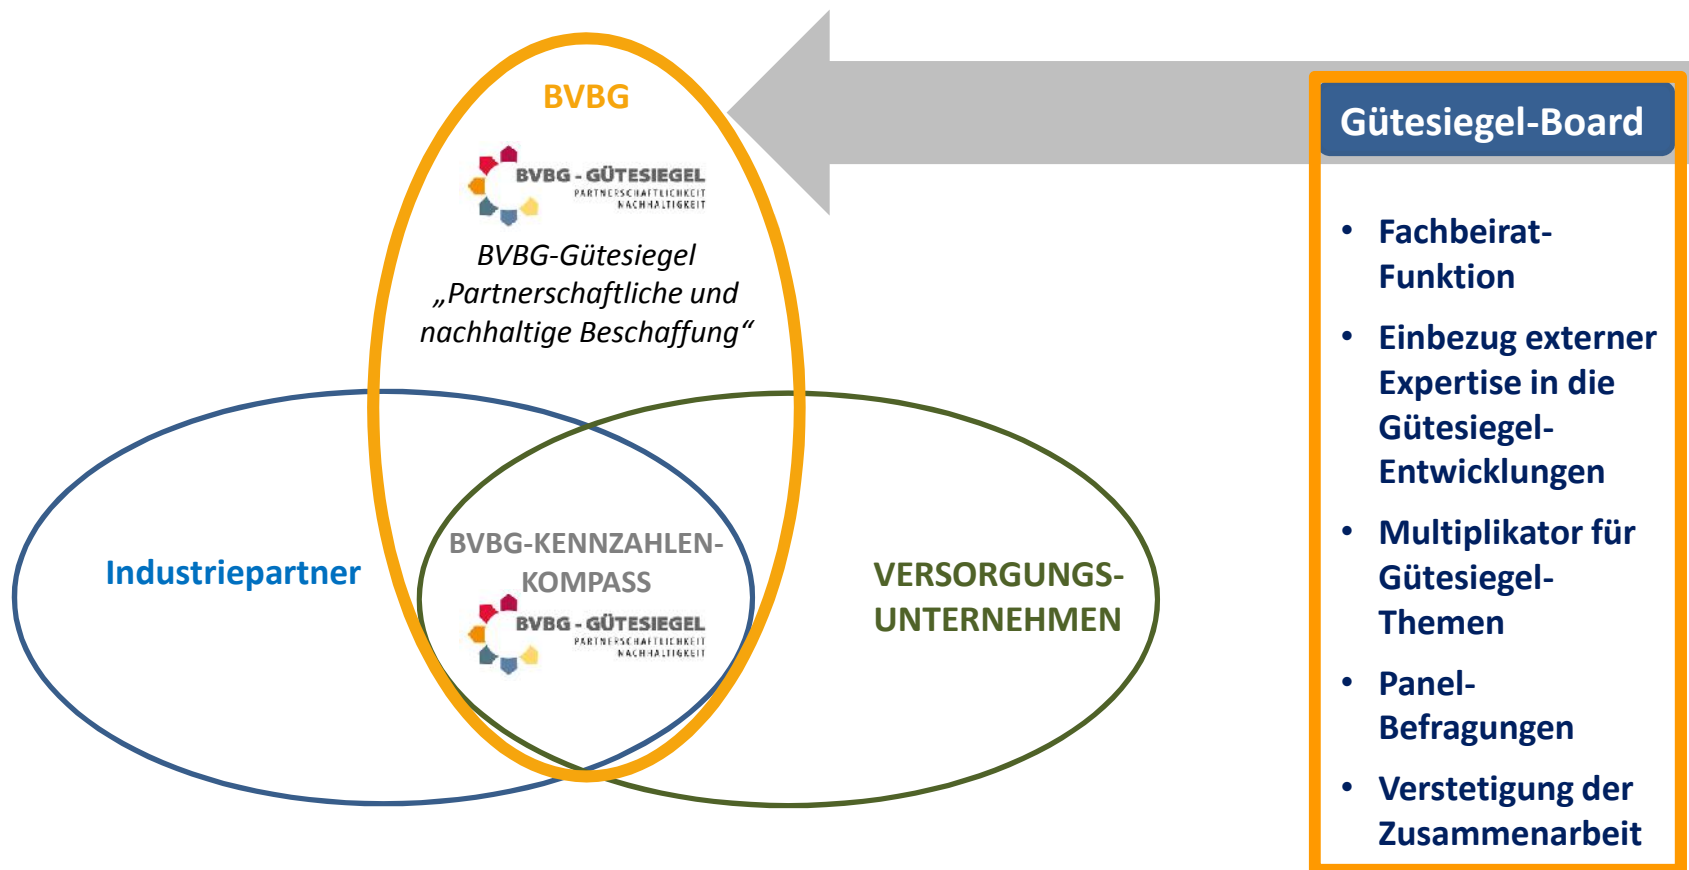 BVBG
BVBG - GÜTESIEGEL
PARTNERSCHAFTLICHKEIT
NACHHALTIGKEIT
BVBG-Gütesiegel
„Partnerschaftliche und
nachhaltige Beschaffung“
Industriepartner
BVBG-KENNZAHLEN-
KOMPASS
BVBG - GÜTESIEGEL
PARTNERSCHAFTLICHKEIT
NACHHALTIGKEIT
VERSORGUNGS-
UNTERNEHMEN
Gütesiegel-Board
• Fachbeirat-
Funktion
• Einbezug externer
Expertise in die
Gütesiegel-
Entwicklungen
• Multiplikator für
Gütesiegel-
Themen
• Panel-
Befragungen
• Verstetigung der
Zusammenarbeit